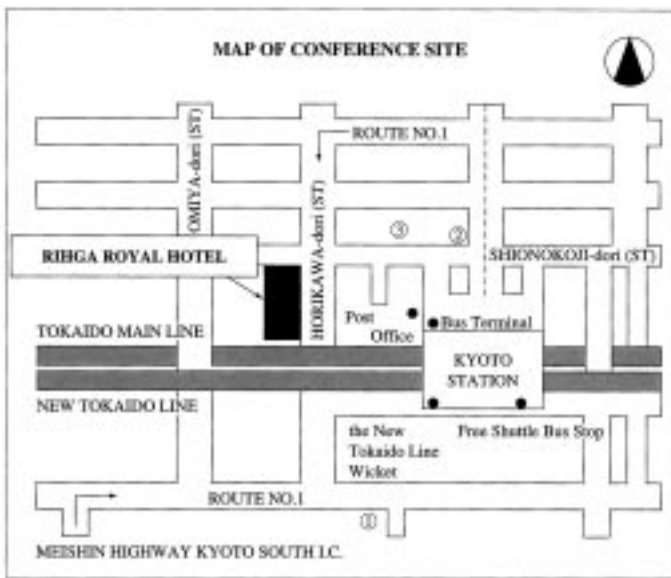 MAP OF CONFERENCE SITE
ROUTE NO.1
OMIYA-dori (ST)
HORIKAWA-dori (ST)
③
②
SHIONOKOJI-dori (ST)
RIHGA ROYAL HOTEL
Post
Office
Bus Terminal
TOKAIDO MAIN LINE
KYOTO
STATION
NEW TOKAIDO LINE
the New
Tokaido Line
Wicket
Free Shuttle Bus Stop
ROUTE NO.1
①
MEISHIN HIGHWAY KYOTO SOUTH I.C.